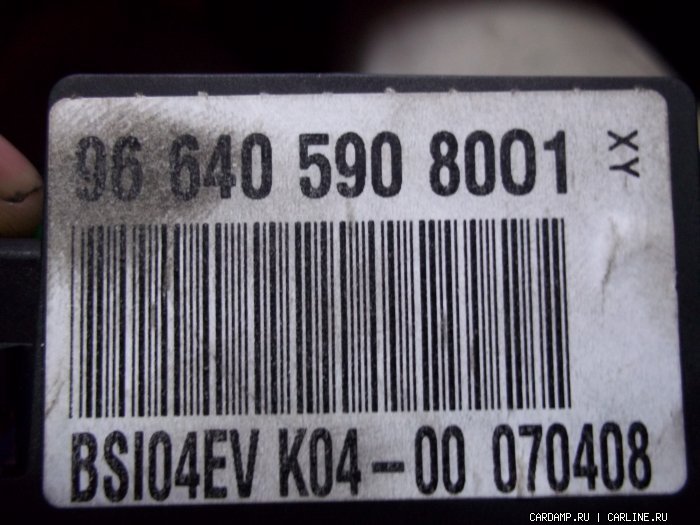 96 640 590 8001
XY
BSI04EV K04-00 070408
CARDAMP.RU | CARLINE.RU